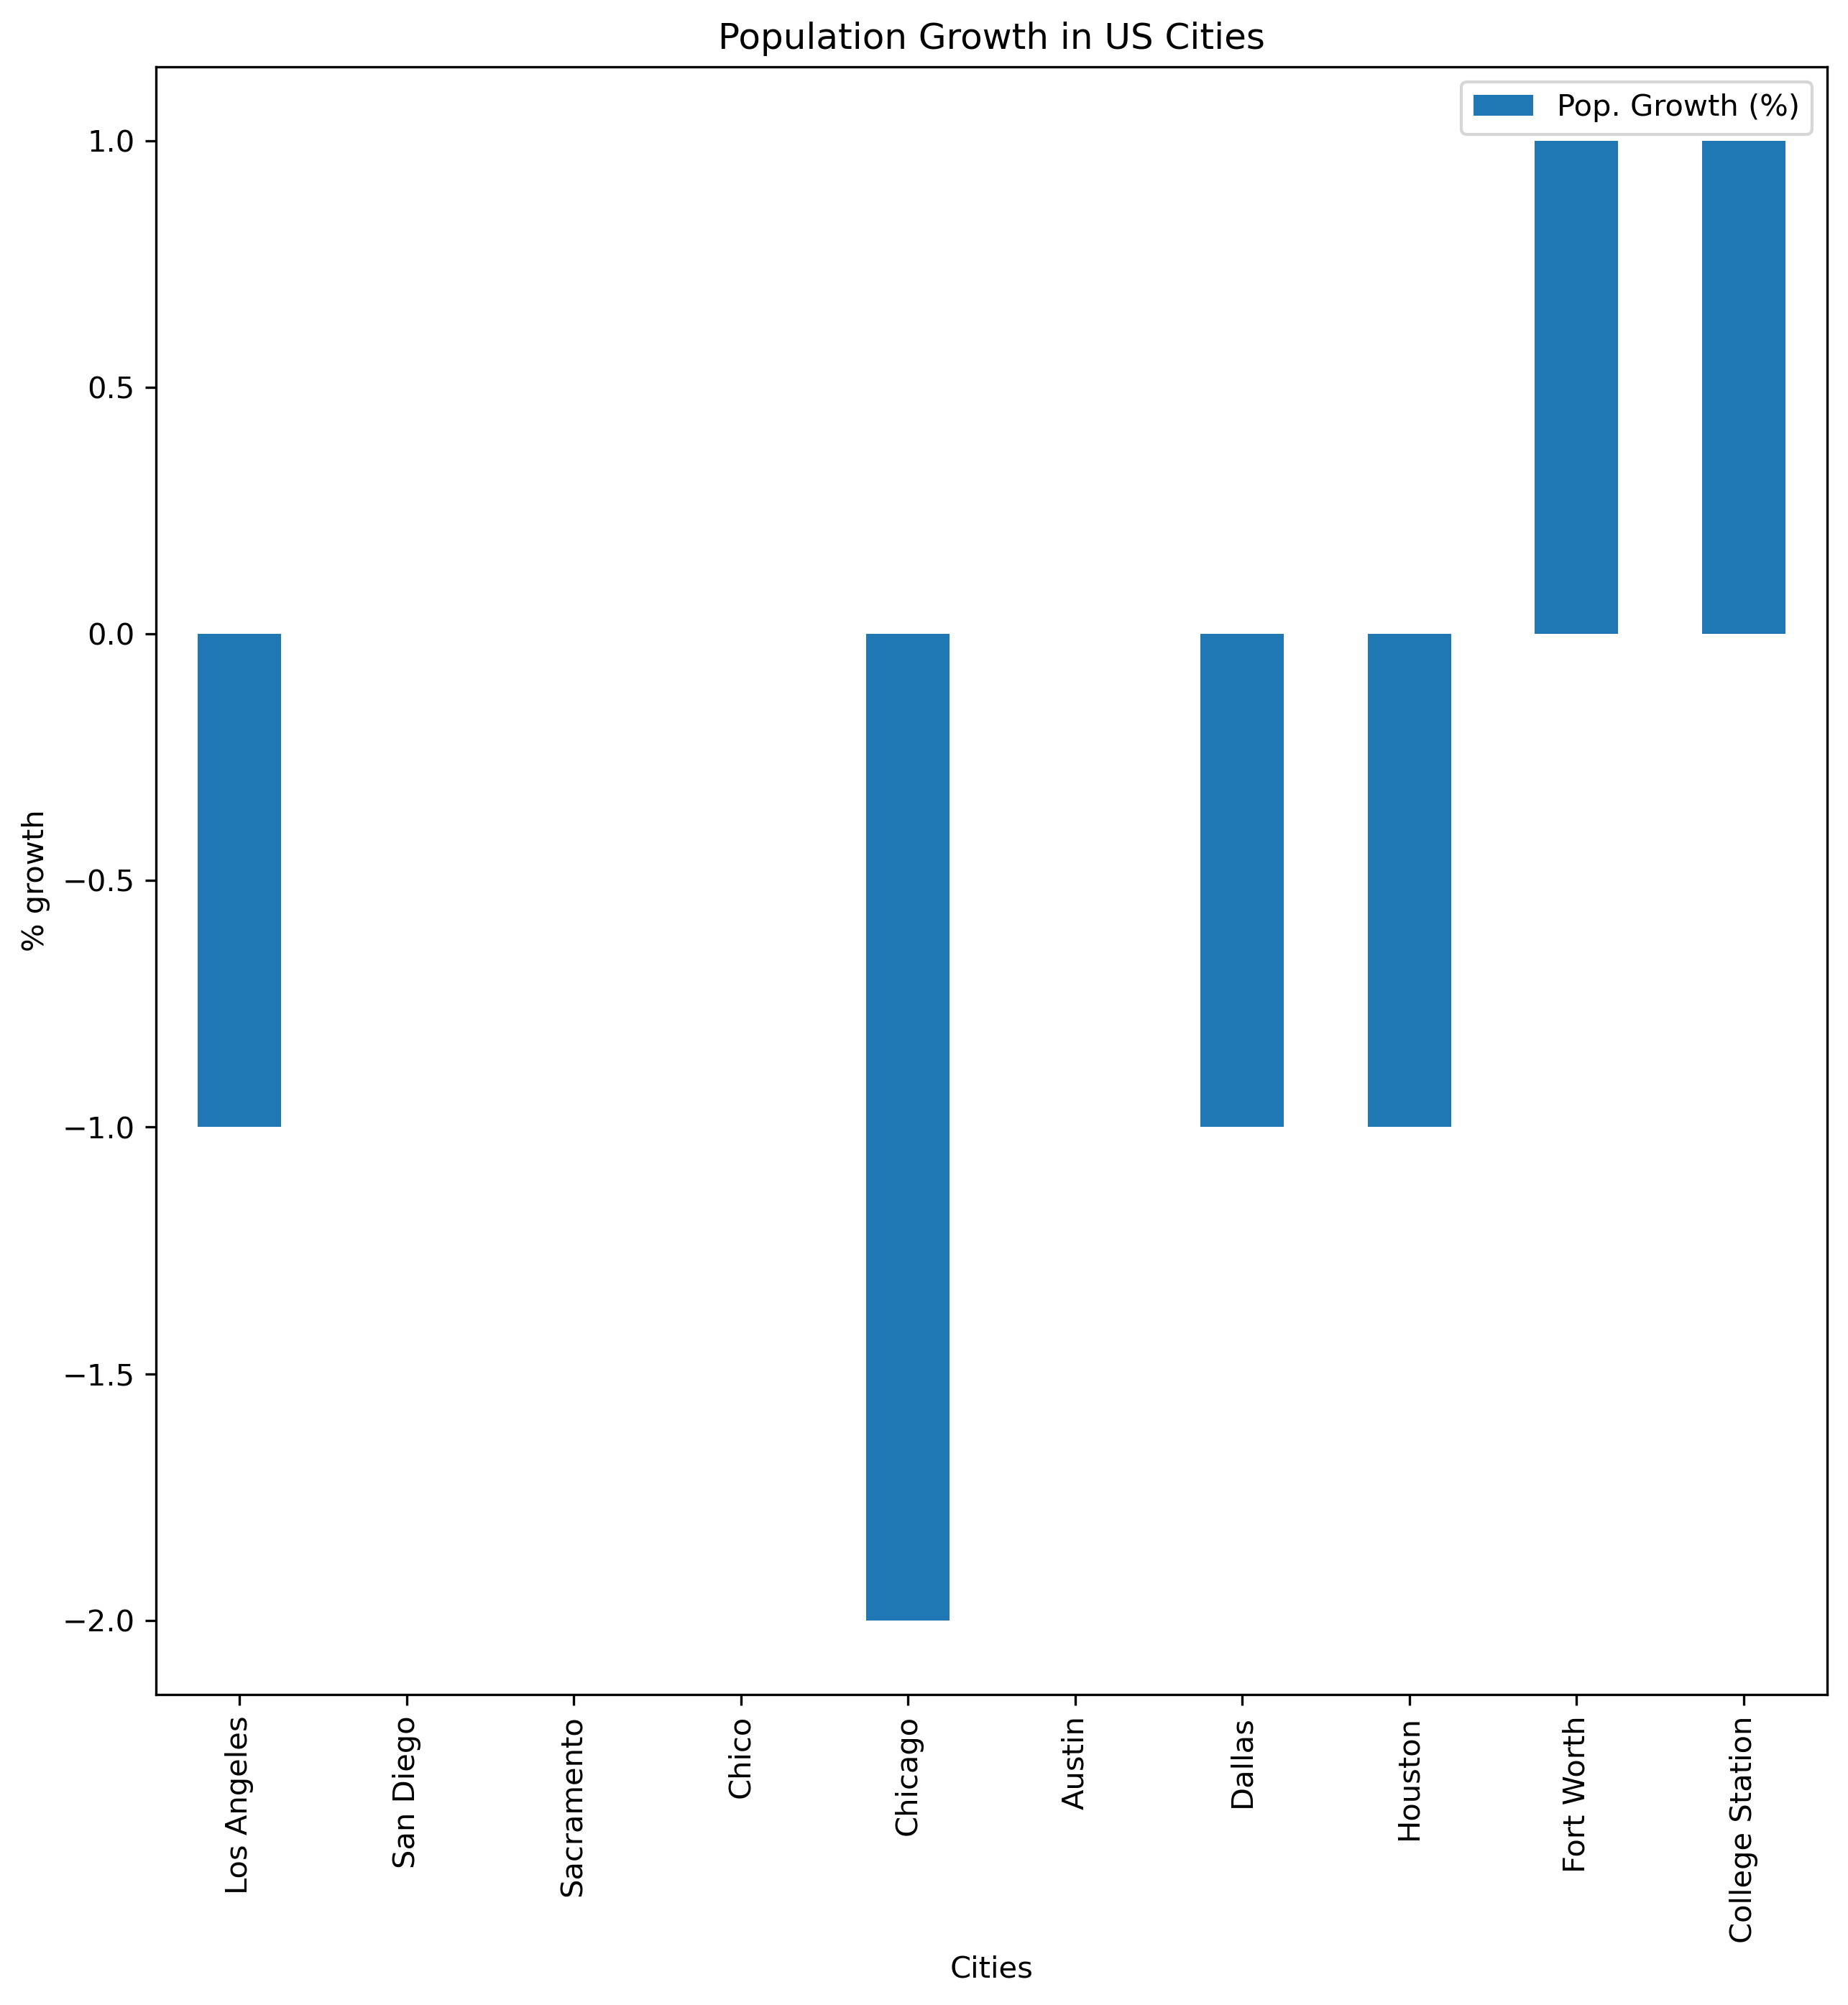 Population Growth in US Cities
Pop. Growth (%)
1.0
0.5
0.0
−0.5
−1.0
−1.5
−2.0
% growth
Los Angeles
San Diego
Sacramento
Chico
Chicago
Austin
Dallas
Houston
Fort Worth
College Station
Cities